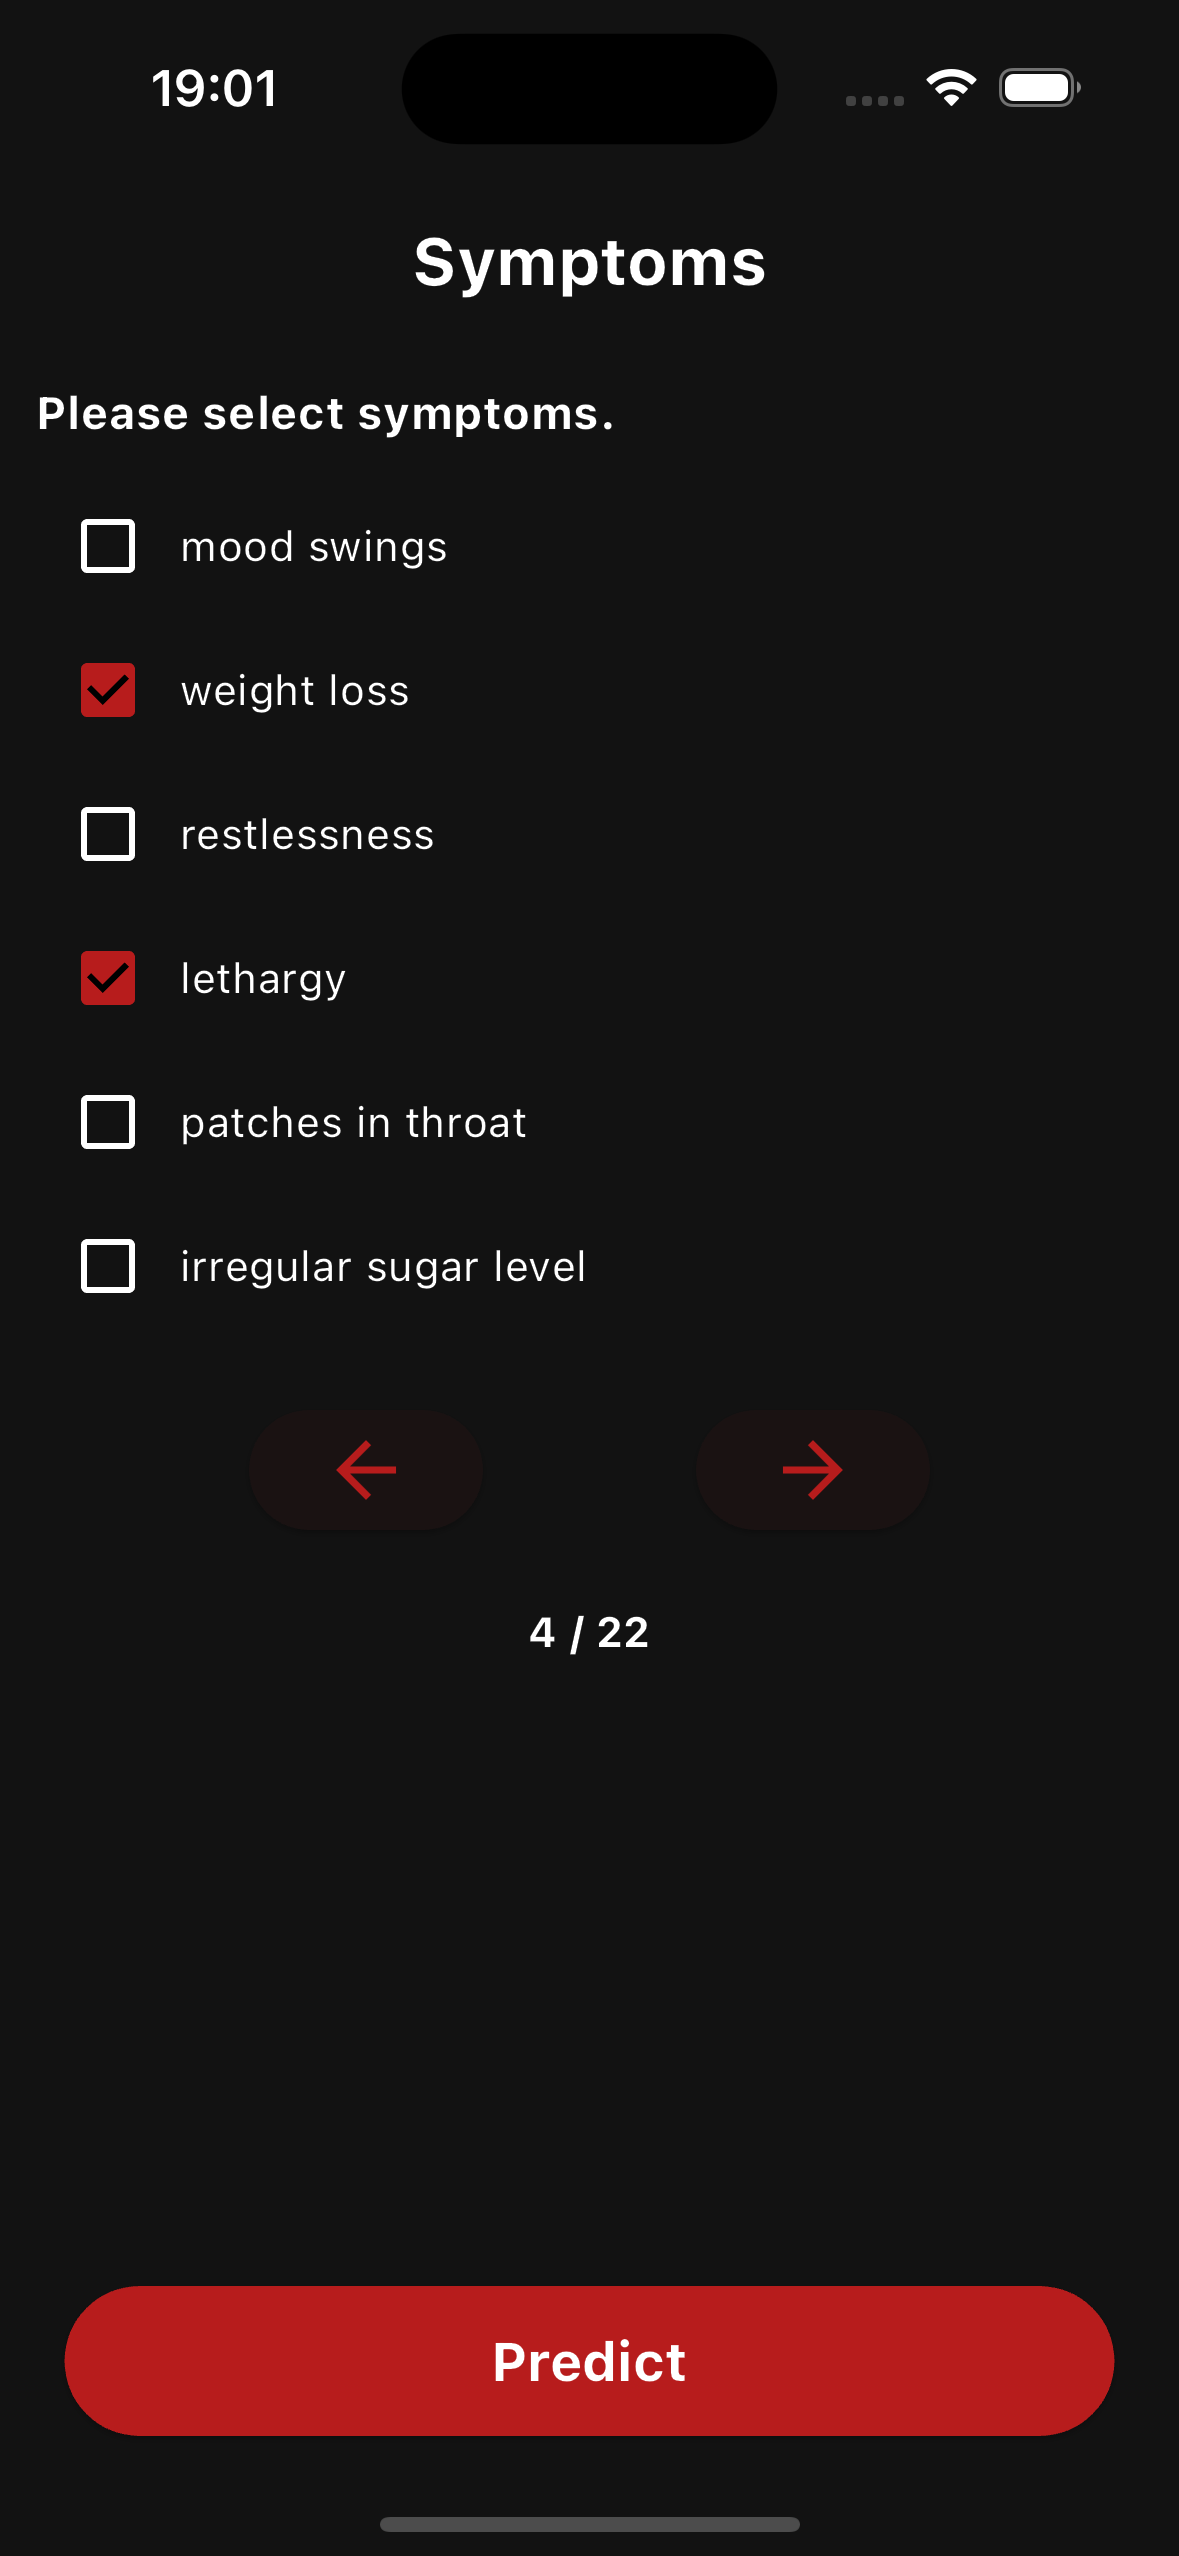 19:01
Symptoms
Please select symptoms.
mood swings
weight loss
restlessness
lethargy
patches in throat
irregular sugar level
4 / 22
Predict